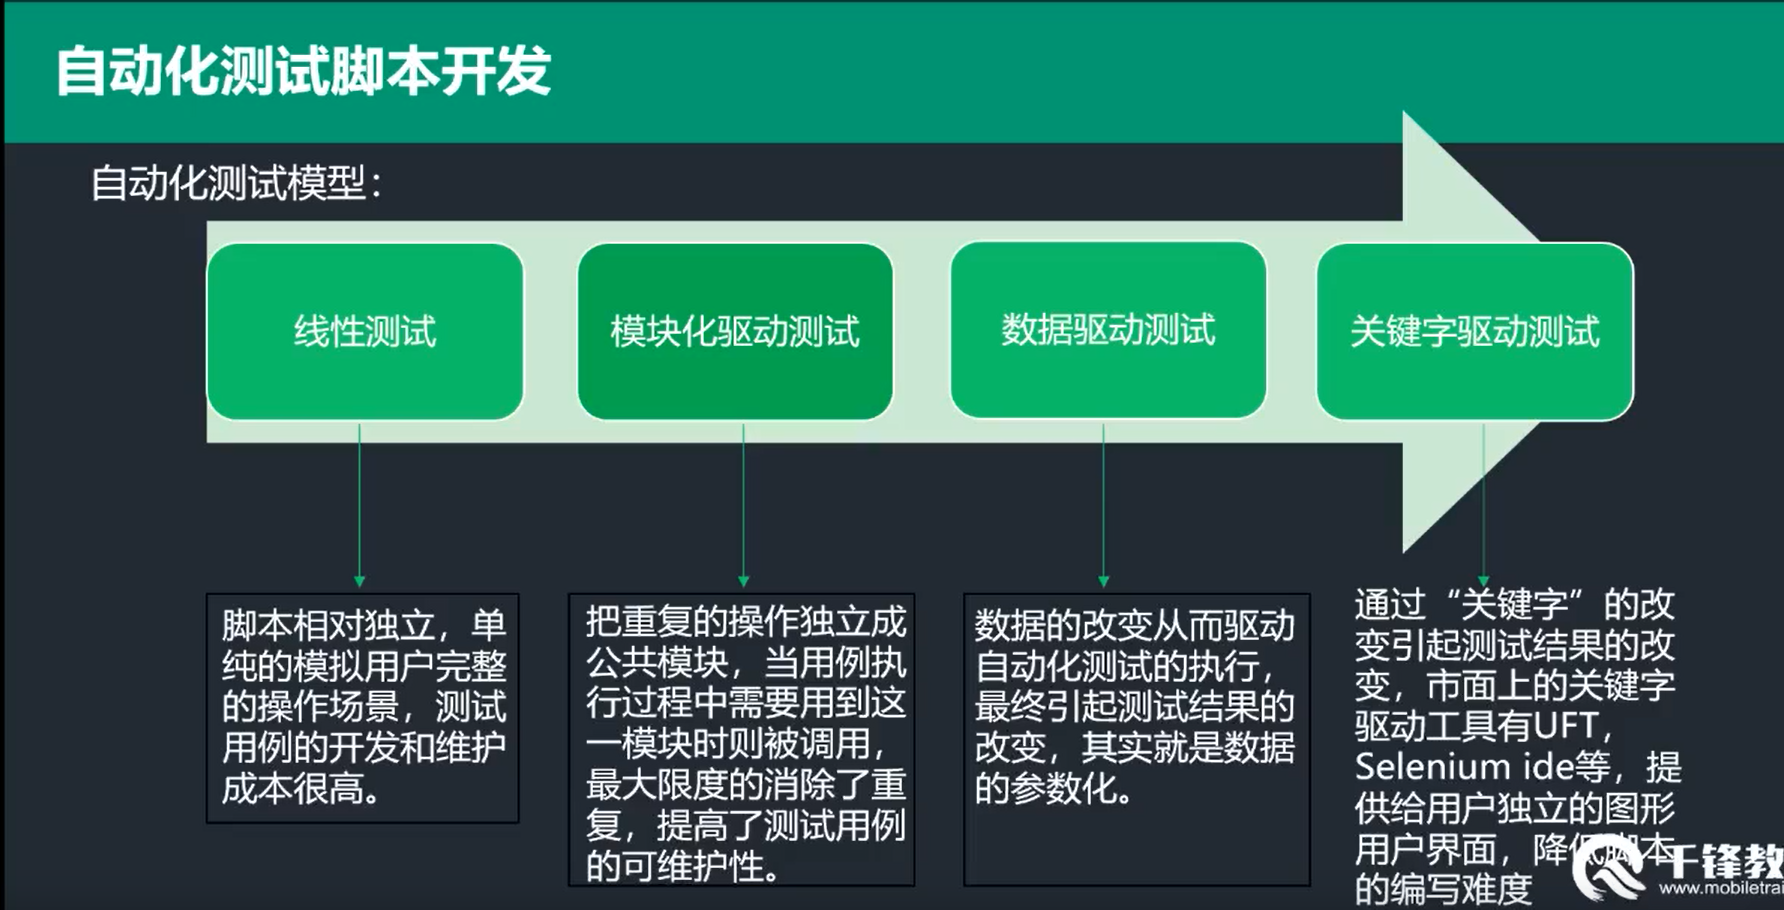 自动化测试脚本开发
自动化测试模型：
线性测试
模块化驱动测试
数据驱动测试
关键字驱动测试
脚本相对独立，单
纯的模拟用户完整
的操作场景，测试
用例的开发和维护
成本很高。
把重复的操作独立成
公共模块，当用例执
行过程中需要用到这
一模块时则被调用，
最大限度的消除了重
复，提高了测试用例
的可维护性。
数据的改变从而驱动
自动化测试的执行，
最终引起测试结果的
改变，其实就是数据
的参数化。
通过“关键字”的改
变引起测试结果的改
变，市面上的关键字
驱动工具有UFT，
Selenium ide等，提
供给用户独立的图形
用户界面，降低脚本
的编写难度
千锋教
www.mobiletrai